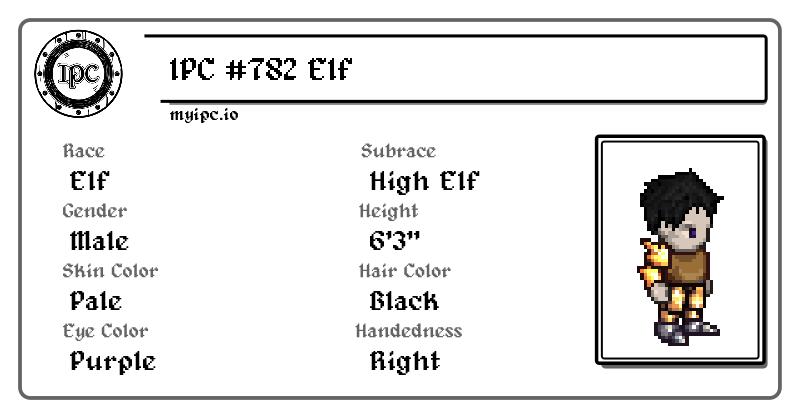 IPC
IPC #782 Elf
myipc.io
Race
Subrace
Elf
High Elf
Gender
Height
Male
6'3"
Skin Color
Hair Color
Pale
Black
Eye Color
Handedness
Purple
Right